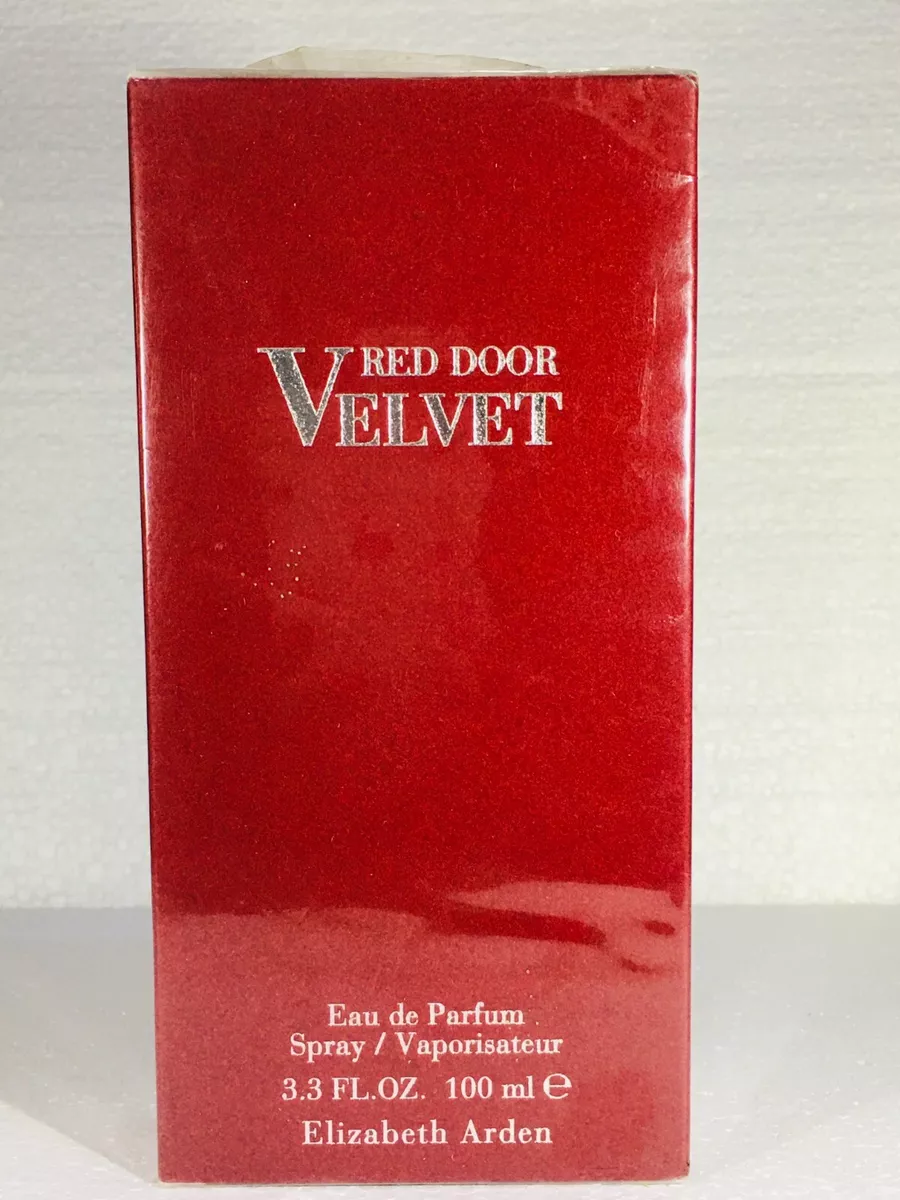 RED DOOR
VELVET
Eau de Parfum
Spray / Vaporisateur
3.3 FL.OZ. 100 ml ℮
Elizabeth Arden